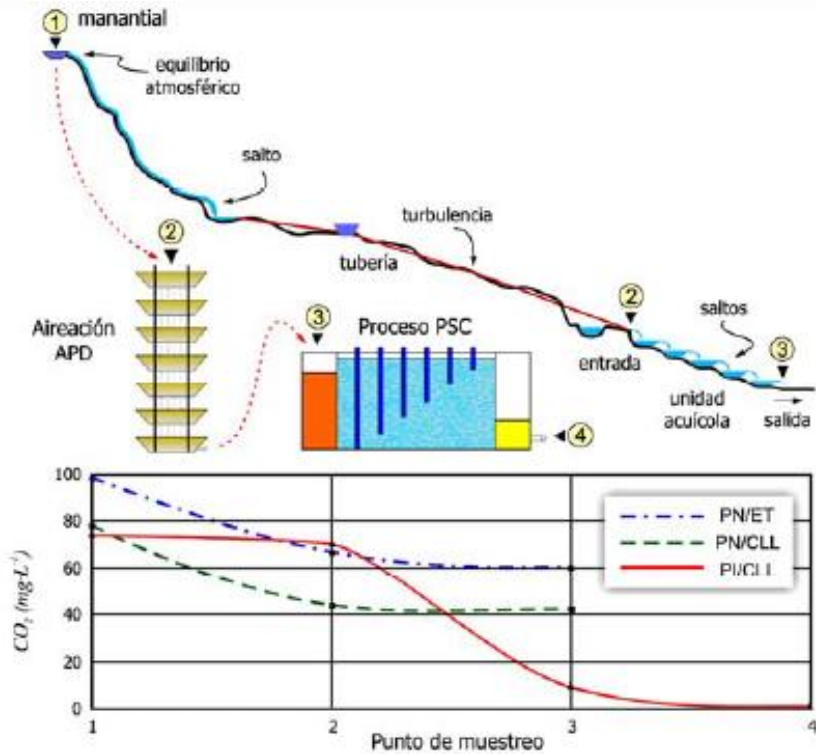 1 manantial
equilibrio
atmosférico
salto
turbulencia
2
tubería
2
saltos
Aireación
APD
3
Proceso PSC
entrada
3
unidad
acuícola
salida
4
100
80
60
40
20
0
CO₂ (mg·L⁻¹)
PN/ET
PN/CLL
PI/CLL
1
2
3
4
Punto de muestreo